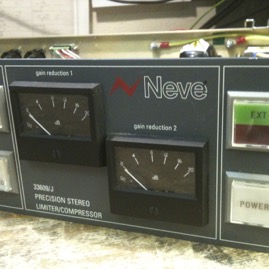 gain reduction 1
Neve
gain reduction 2
EXT
33609/J
PRECISION STEREO
LIMITER/COMPRESSOR
POWER